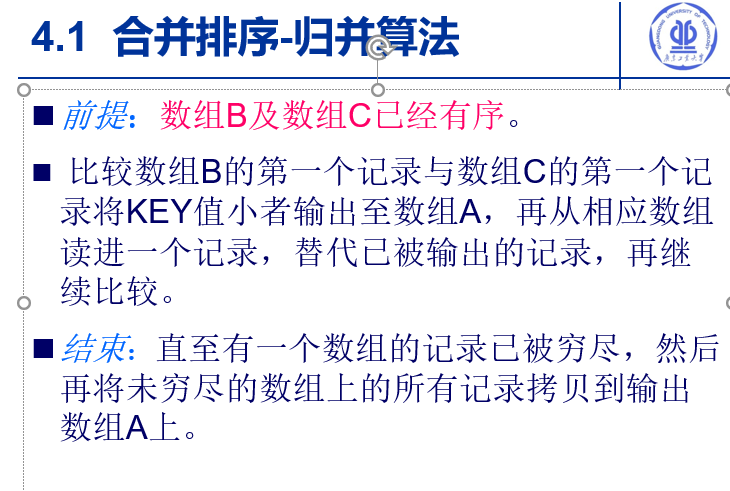 4.1 合并排序-归并算法
GUANGDONG UNIVERSITY OF TECHNOLOGY
广东工业大学
■ 前提：数组B及数组C已经有序。
■ 比较数组B的第一个记录与数组C的第一个记
录将KEY值小者输出至数组A，再从相应数组
读进一个记录，替代已被输出的记录，再继
续比较。
■ 结束：直至有一个数组的记录已被穷尽，然后
再将未穷尽的数组上的所有记录拷贝到输出
数组A上。